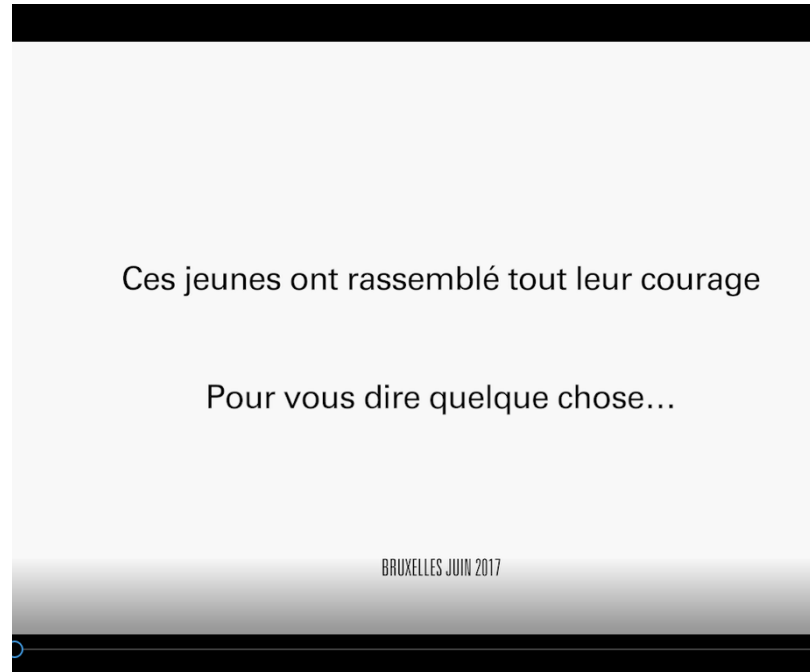 Ces jeunes ont rassemblé tout leur courage
Pour vous dire quelque chose...
BRUXELLES JUIN 2017